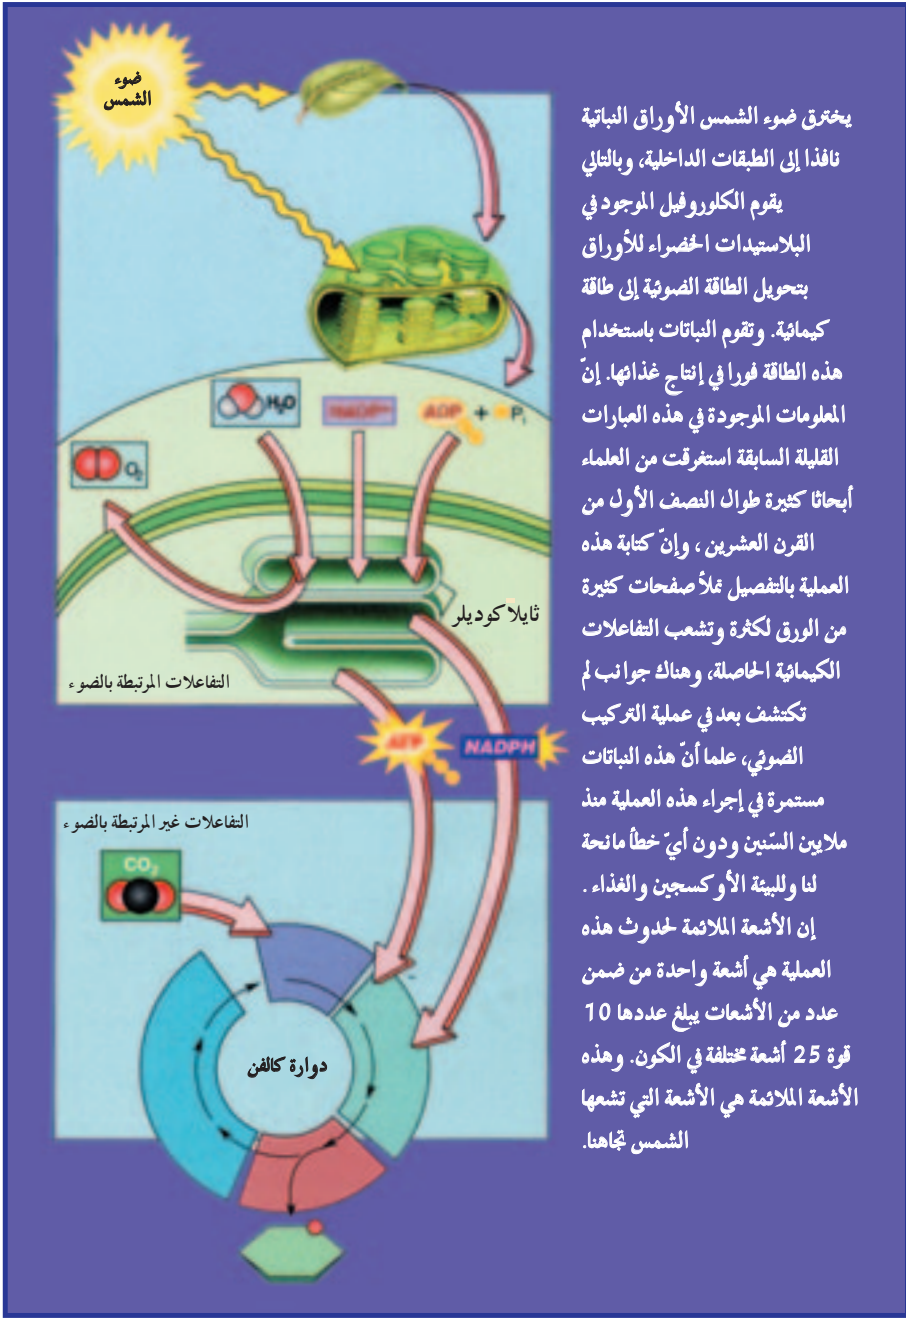 يخترق ضوء الشمس الأوراق النباتية
نافذا إلى الطبقات الداخلية، وبالتالي
يقوم الكلوروفيل الموجود في
البلاستيدات الخضراء للأوراق
بتحويل الطاقة الضوئية إلى طاقة
كيمائية. وتقوم النباتات باستخدام
هذه الطاقة فورا في إنتاج غذائها. إنّ
المعلومات الموجودة في هذه العبارات
القليلة السابقة استغرقت من العلماء
أبحاثا كثيرة طوال النصف الأول من
القرن العشرين ، وإنّ كتابة هذه
العملية بالتفصيل تملأ صفحات كثيرة
من الورق لكثرة وتشعب التفاعلات
الكيمائية الحاصلة، وهناك جوانب لم
تكتشف بعد في عملية التركيب
الضوئي، علما أنّ هذه النباتات
مستمرة في إجراء هذه العملية منذ
ملايين السّنين ودون أيّ خطأ مانحة
لنا وللبيئة الأوكسجين والغذاء .
إن الأشعة الملائمة لحدوث هذه
العملية هي أشعة واحدة من ضمن
عدد من الأشعات يبلغ عددها 10
قوة 25 أشعة مختلفة في الكون. وهذه
الأشعة الملائمة هي الأشعة التي تشعها
الشمس تجاهنا.
ضوء
الشمس
H₂O
NADP⁺
ADP + Pᵢ
O₂
ثايلاكوديلر
التفاعلات المرتبطة بالضوء
ATP
NADPH
التفاعلات غير المرتبطة بالضوء
CO₂
دوارة كالفن